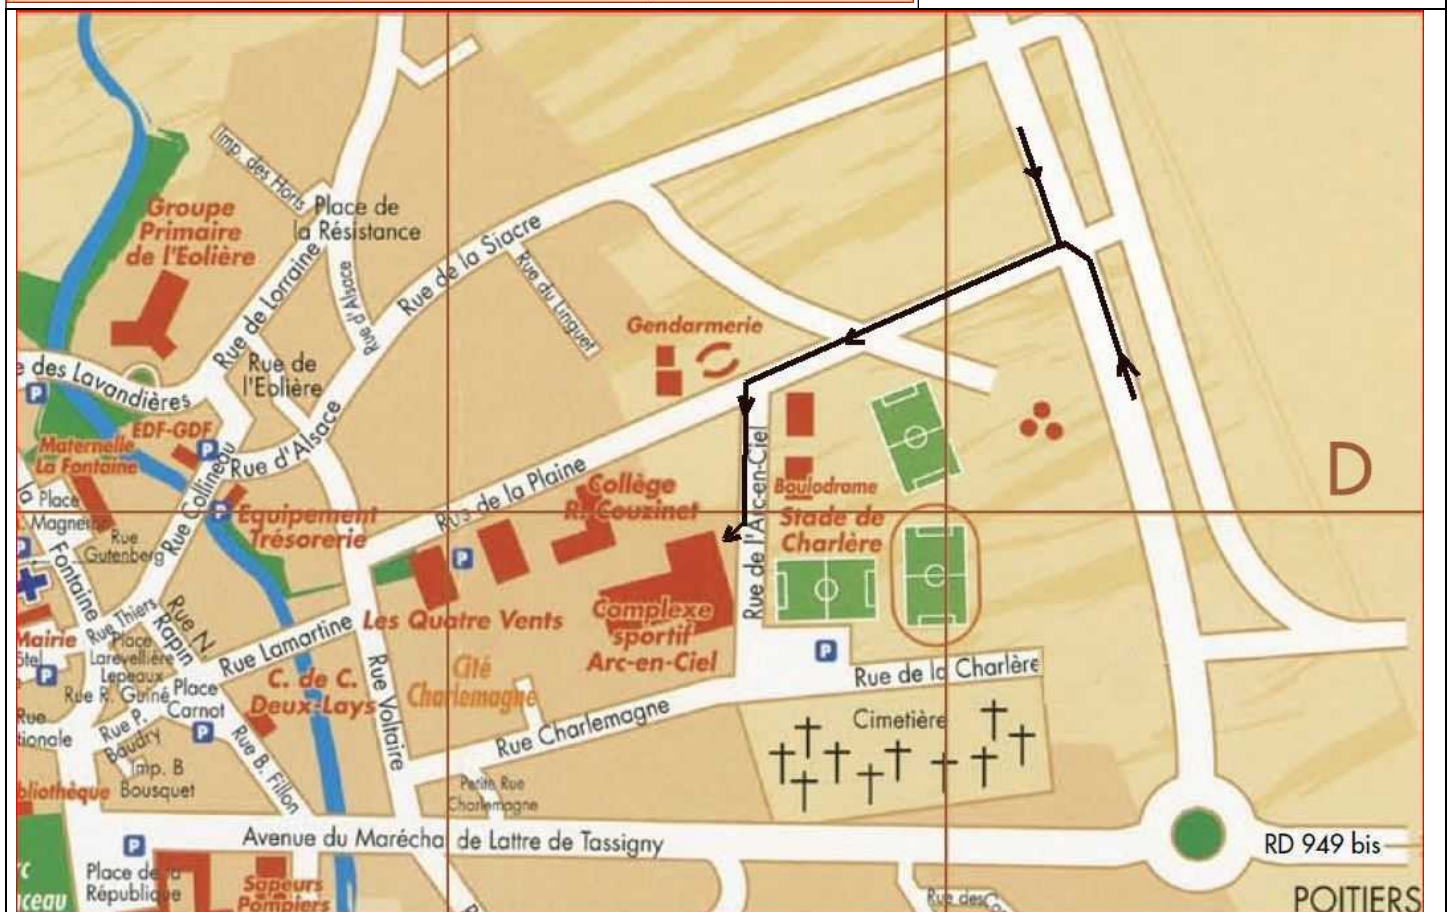 Imp. des Horls
Groupe
Primaire
de l'Eolière
Place de
la Résistance
Rue de Lorraine
Rue d'Alsace
Rue de la Siacre
Rue du Linguet
Gendarmerie
e des Lavandières
P
Rue de
l'Eolière
EDF-GDF
P
Maternelle
La Fontaine
Rue d'Alsace
Rue Collineau
Place
Magne
Rue
Gutenberg
P
Equipement
Trésorerie
Rue de la Plaine
Collège
R. Couzinet
Rue de l'Arc-en-Ciel
Boulodrome
Stade de
Charlère
D
P
P
Fontaine
Rue Thiers
Rue N.
Rapin
Mairie
Place
Larevellière
Lepeaux
P
Rue R. Guiné
Place
Carnot
P
Rue
tionale
Rue P.
Baudry
Imp. B
Bousquet
bliothèque
Rue Lamartine
Les Quatre Vents
Complexe
sportif
Arc-en-Ciel
C. de C.
Deux-Lays
Rue Voltaire
Cité
Charlemagne
Rue B. Fillon
Rue Charlemagne
Petite Rue
Charlemagne
P
Rue de la Charlère
Cimetière
Avenue du Maréchal de Lattre de Tassigny
RD 949 bis
POITIERS
P
Place de la
République
Sapeurs
Pompiers
ceau
Rue des